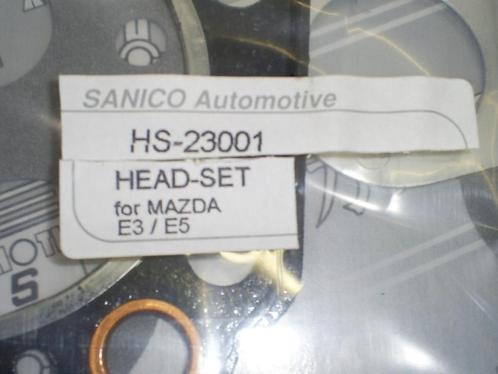 SANICO Automotive
HS-23001
HEAD-SET
for MAZDA
E3 / E5